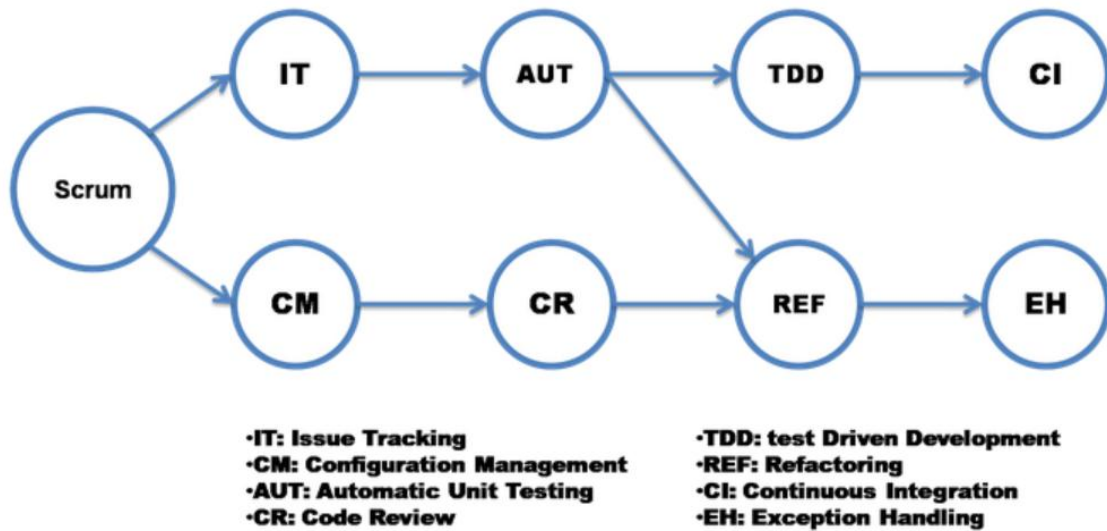 IT
AUT
TDD
CI
Scrum
CM
CR
REF
EH
•IT: Issue Tracking
•CM: Configuration Management
•AUT: Automatic Unit Testing
•CR: Code Review
•TDD: test Driven Development
•REF: Refactoring
•CI: Continuous Integration
•EH: Exception Handling